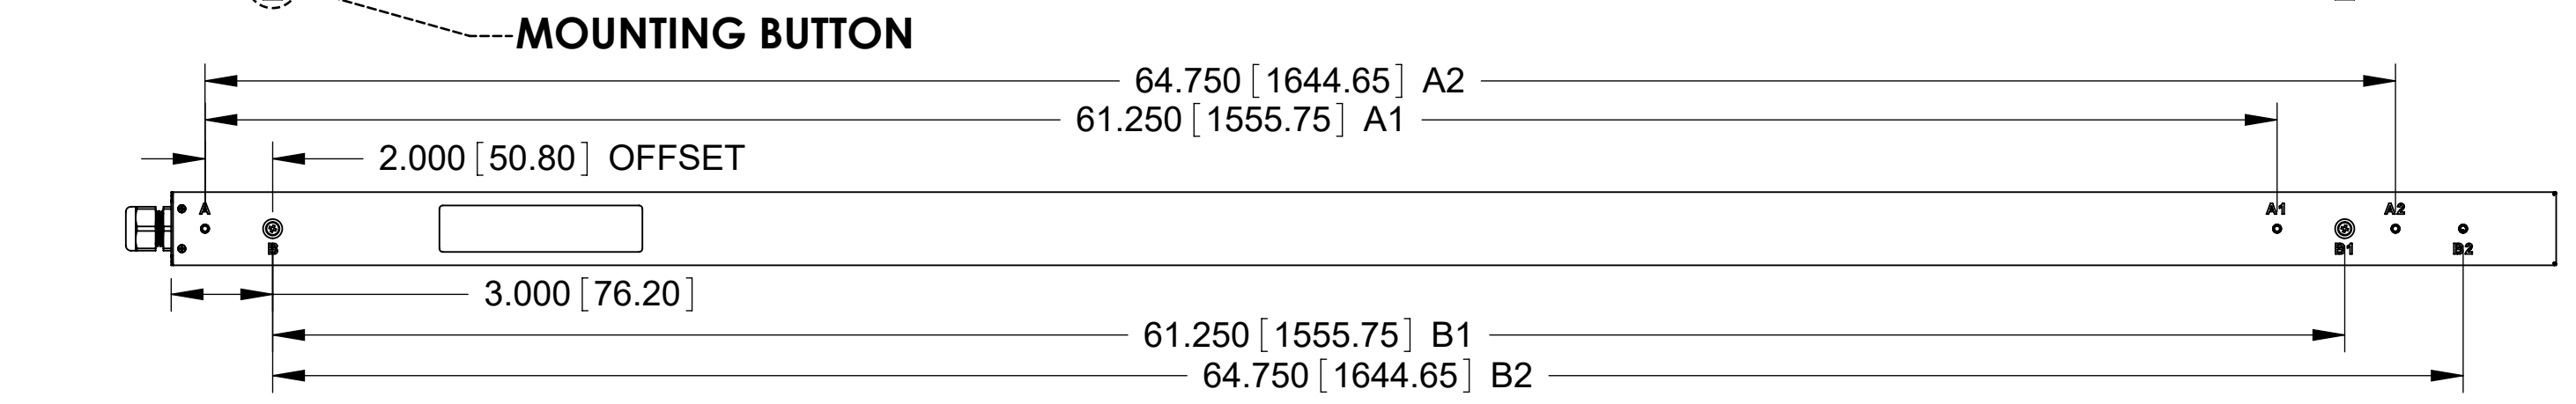 MOUNTING BUTTON
64.750 [1644.65] A2
61.250 [1555.75] A1
2.000 [50.80] OFFSET
A A1 A2
B B1 B2
3.000 [76.20]
61.250 [1555.75] B1
64.750 [1644.65] B2